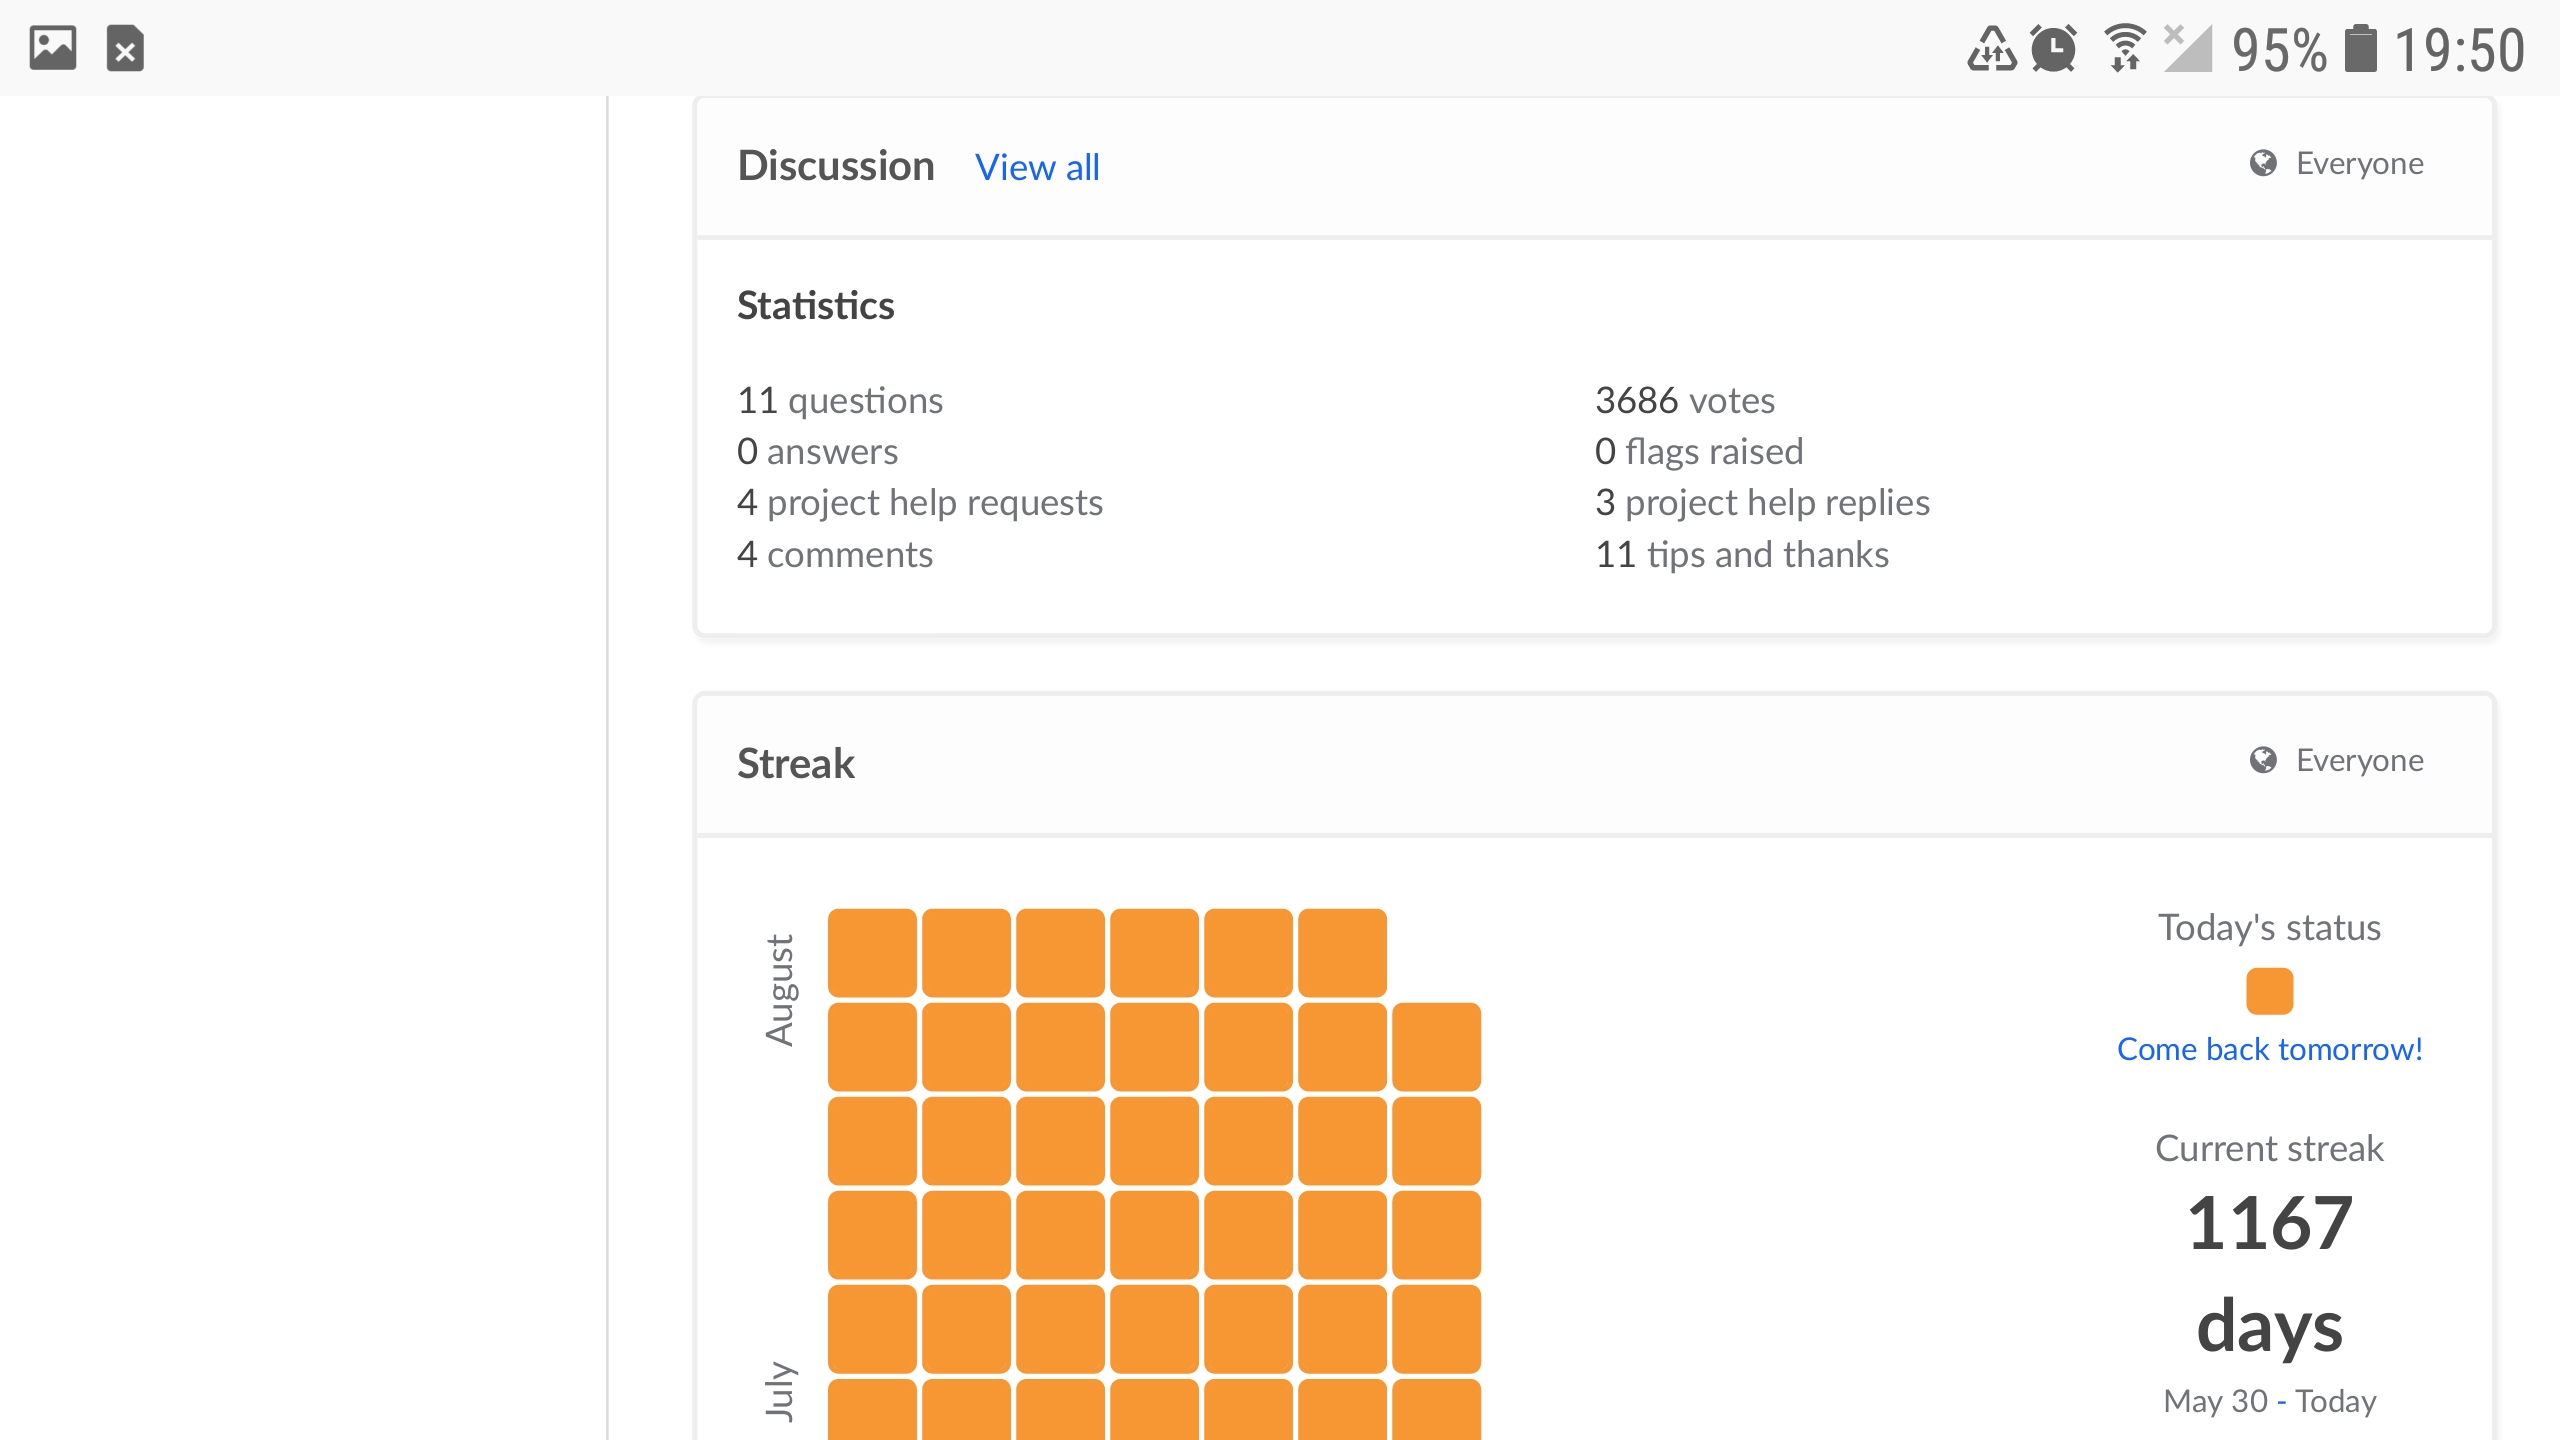 95% 19:50
Discussion View all Everyone
Statistics
11 questions
0 answers
4 project help requests
4 comments
3686 votes
0 flags raised
3 project help replies
11 tips and thanks
Streak Everyone
August
July
Today's status
Come back tomorrow!
Current streak
1167
days
May 30 - Today